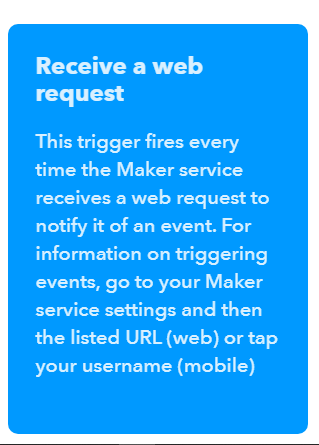 Receive a web
request
This trigger fires every
time the Maker service
receives a web request to
notify it of an event. For
information on triggering
events, go to your Maker
service settings and then
the listed URL (web) or tap
your username (mobile)